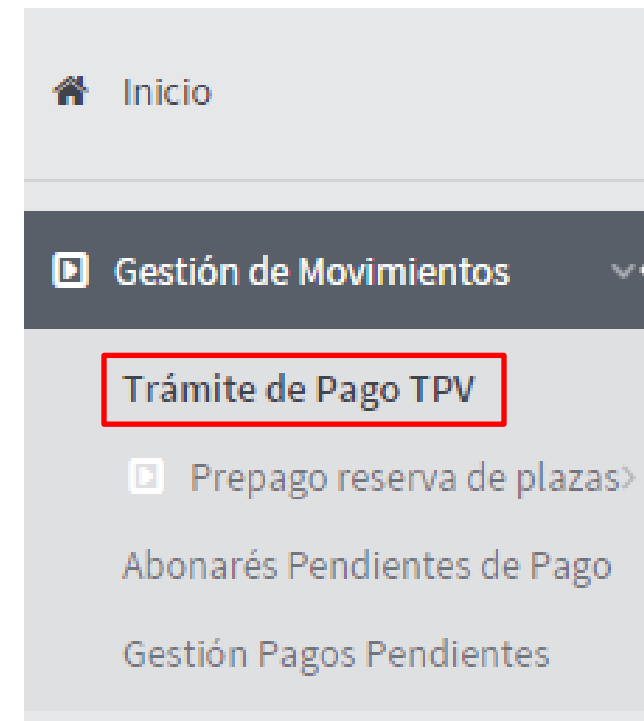 Inicio
Gestión de Movimientos
Trámite de Pago TPV
Prepago reserva de plazas
Abonarés Pendientes de Pago
Gestión Pagos Pendientes